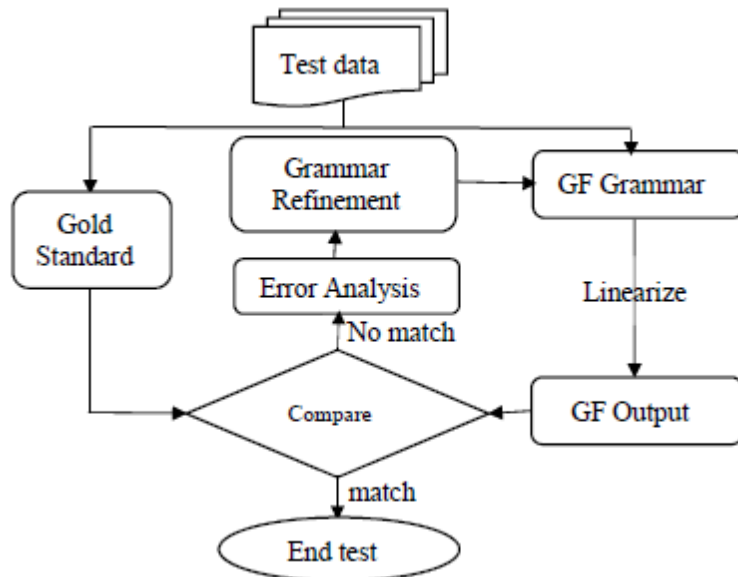 Test data
Grammar
Refinement
GF Grammar
Gold
Standard
Error Analysis
Linearize
No match
Compare
GF Output
match
End test